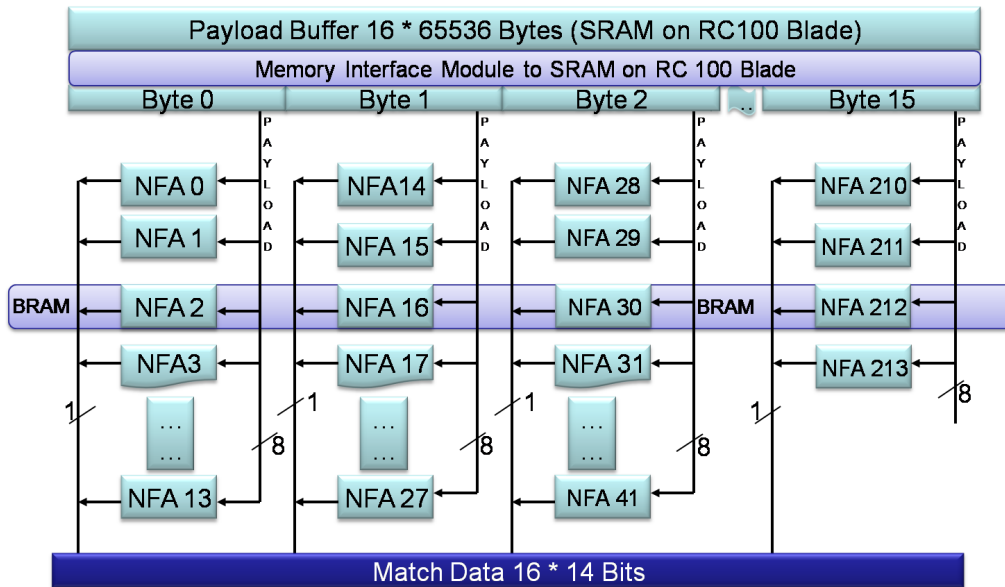 Payload Buffer 16 * 65536 Bytes (SRAM on RC100 Blade)
Memory Interface Module to SRAM on RC 100 Blade
Byte 0 Byte 1 Byte 2 .. Byte 15
PAYLOAD PAYLOAD PAYLOAD PAYLOAD
NFA 0 NFA14 NFA 28 NFA 210
NFA 1 NFA 15 NFA 29 NFA 211
BRAM NFA 2 NFA 16 NFA 30 BRAM NFA 212
NFA3 NFA 17 NFA 31 NFA 213
1 1 1 1 8
... ... ...
8 8 8
... ... ...
NFA 13 NFA 27 NFA 41
Match Data 16 * 14 Bits